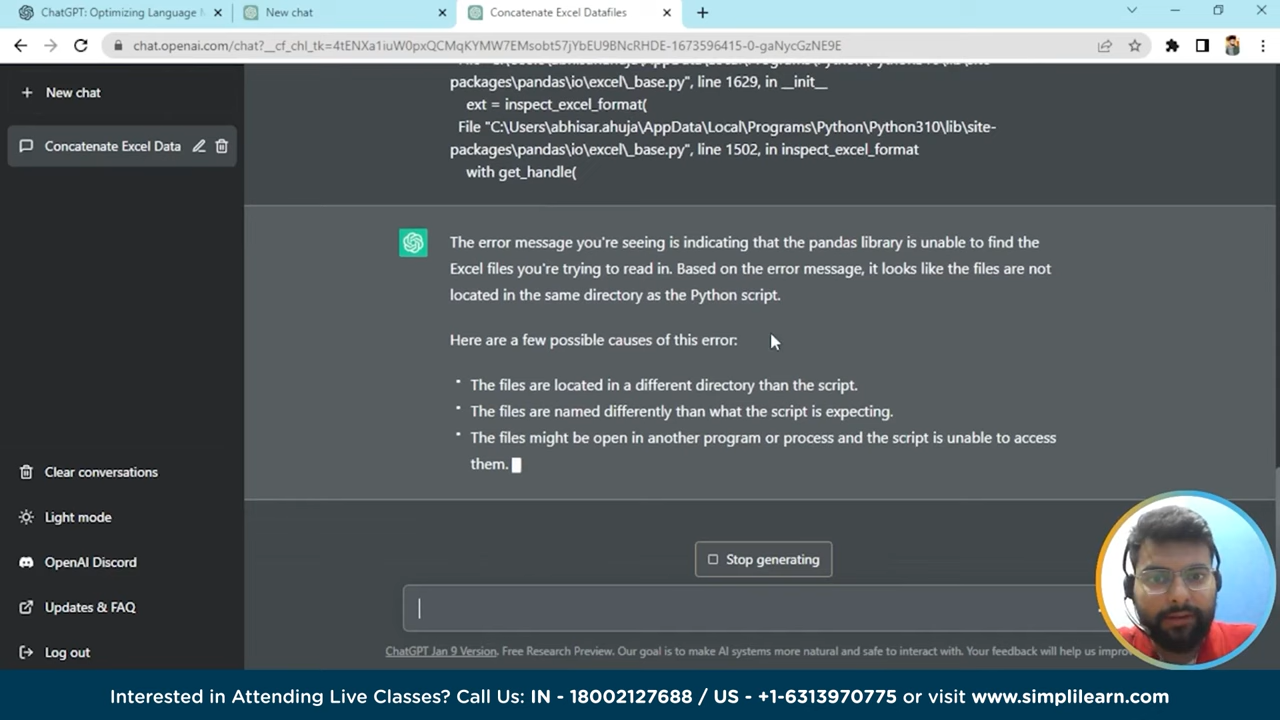 ChatGPT: Optimizing Language M
New chat
Concatenate Excel Datafiles
chat.openai.com/chat?__cf_chl_tk=4tENXa1iuW0pxQCMqKYMW7EMsobt57jYbEU9BNcRHDE-1673596415-0-gaNycGzNE9E
New chat
Concatenate Excel Data
packages\pandas\io\excel\_base.py", line 1629, in __init__
ext = inspect_excel_format(
File "C:\Users\abhisar.ahuja\AppData\Local\Programs\Python\Python310\lib\site-
packages\pandas\io\excel\_base.py", line 1502, in inspect_excel_format
with get_handle(
The error message you're seeing is indicating that the pandas library is unable to find the
Excel files you're trying to read in. Based on the error message, it looks like the files are not
located in the same directory as the Python script.
Here are a few possible causes of this error:
• The files are located in a different directory than the script.
• The files are named differently than what the script is expecting.
• The files might be open in another program or process and the script is unable to access
them.
Clear conversations
Light mode
OpenAI Discord
Updates & FAQ
Log out
Stop generating
ChatGPT Jan 9 Version. Free Research Preview. Our goal is to make AI systems more natural and safe to interact with. Your feedback will help us improv
Interested in Attending Live Classes? Call Us: IN - 18002127688 / US - +1-6313970775 or visit www.simplilearn.com